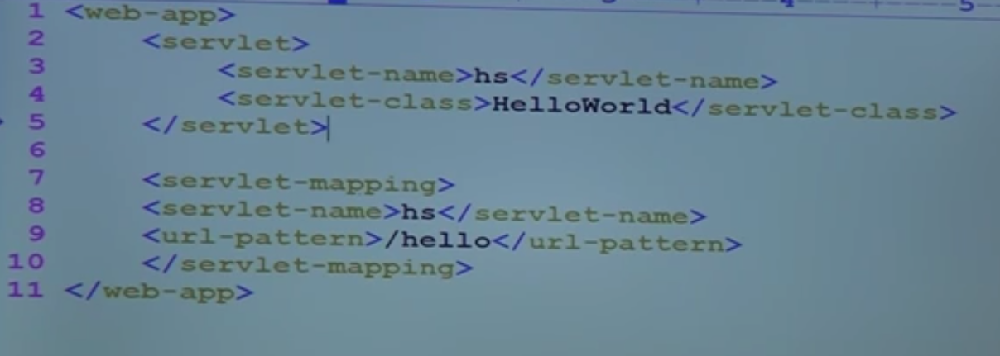 4 5
1 <web-app>
2 <servlet>
3 <servlet-name>hs</servlet-name>
4 <servlet-class>HelloWorld</servlet-class>
5 </servlet>
6
7 <servlet-mapping>
8 <servlet-name>hs</servlet-name>
9 <url-pattern>/hello</url-pattern>
10 </servlet-mapping>
11 </web-app>